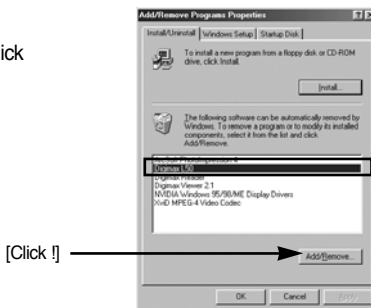 ick
Add/Remove Programs Properties
Install/Uninstall Windows Setup Startup Disk
To install a new program from a floppy disk or CD-ROM
drive, click Install.
Install...
The following software can be automatically removed by
Windows. To remove a program or to modify its installed
components, select it from the list and click
Add/Remove.
Digimax L50
Digimax Reader
Digimax Viewer 2.1
NVIDIA Windows 95/98/ME Display Drivers
XviD MPEG-4 Video Codec
[Click !]
Add/Remove...
OK Cancel Apply